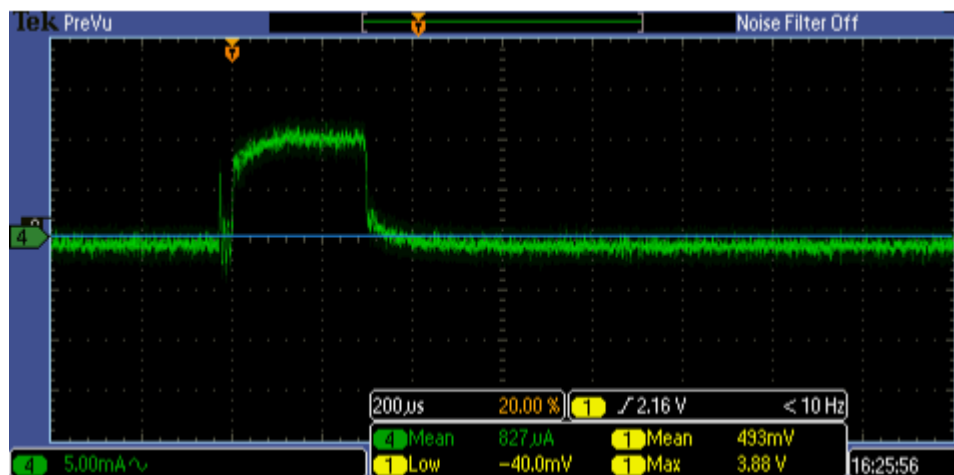 Tek PreVu
Noise Filter Off
T
4
200µs 20.00 %
1 2.16 V < 10 Hz
4 Mean 827µA
1 Mean 493mV
1 Low −40.0mV
1 Max 3.88 V
4 5.00mA∿
16:25:56